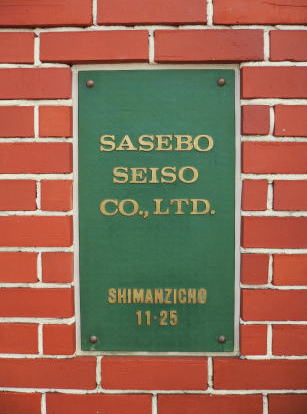 SASEBO
SEISO
CO., LTD.
SHIMANZICHO
11-25